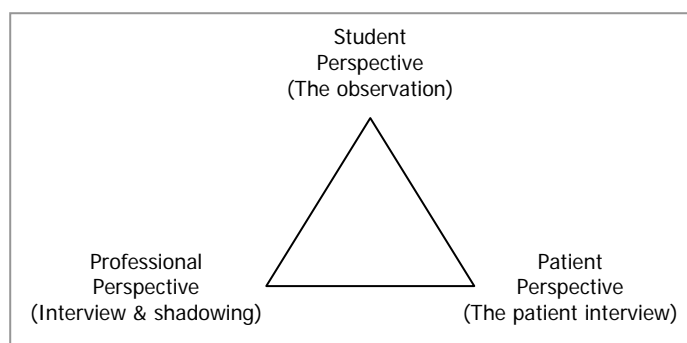 Student
Perspective
(The observation)
Professional
Perspective
(Interview & shadowing)
Patient
Perspective
(The patient interview)